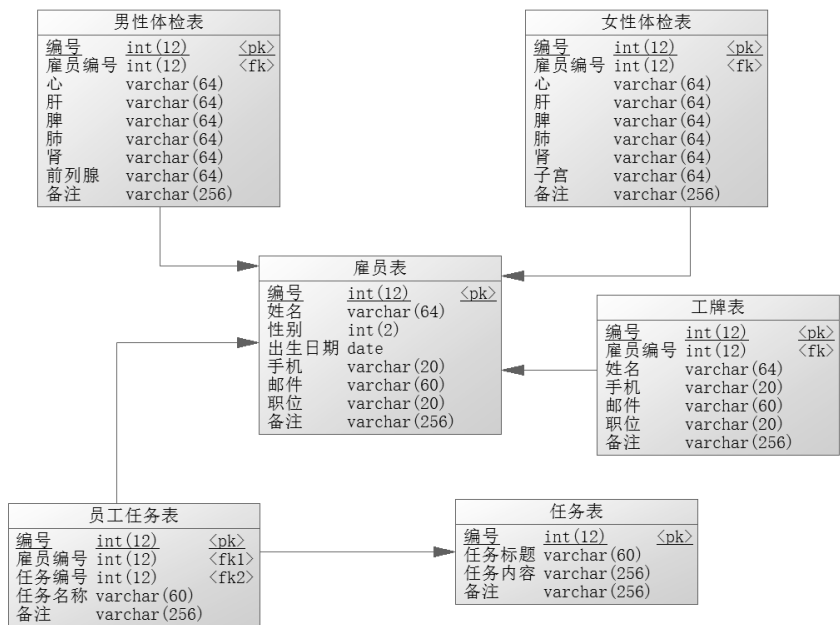 男性体检表
编号 int(12) <pk>
雇员编号 int(12) <fk>
心 varchar(64)
肝 varchar(64)
脾 varchar(64)
肺 varchar(64)
肾 varchar(64)
前列腺 varchar(64)
备注 varchar(256)
女性体检表
编号 int(12) <pk>
雇员编号 int(12) <fk>
心 varchar(64)
肝 varchar(64)
脾 varchar(64)
肺 varchar(64)
肾 varchar(64)
子宫 varchar(64)
备注 varchar(256)
雇员表
编号 int(12) <pk>
姓名 varchar(64)
性别 int(2)
出生日期 date
手机 varchar(20)
邮件 varchar(60)
职位 varchar(20)
备注 varchar(256)
工牌表
编号 int(12) <pk>
雇员编号 int(12) <fk>
姓名 varchar(64)
手机 varchar(20)
邮件 varchar(60)
职位 varchar(20)
备注 varchar(256)
员工任务表
编号 int(12) <pk>
雇员编号 int(12) <fk1>
任务编号 int(12) <fk2>
任务名称 varchar(60)
备注 varchar(256)
任务表
编号 int(12) <pk>
任务标题 varchar(60)
任务内容 varchar(256)
备注 varchar(256)